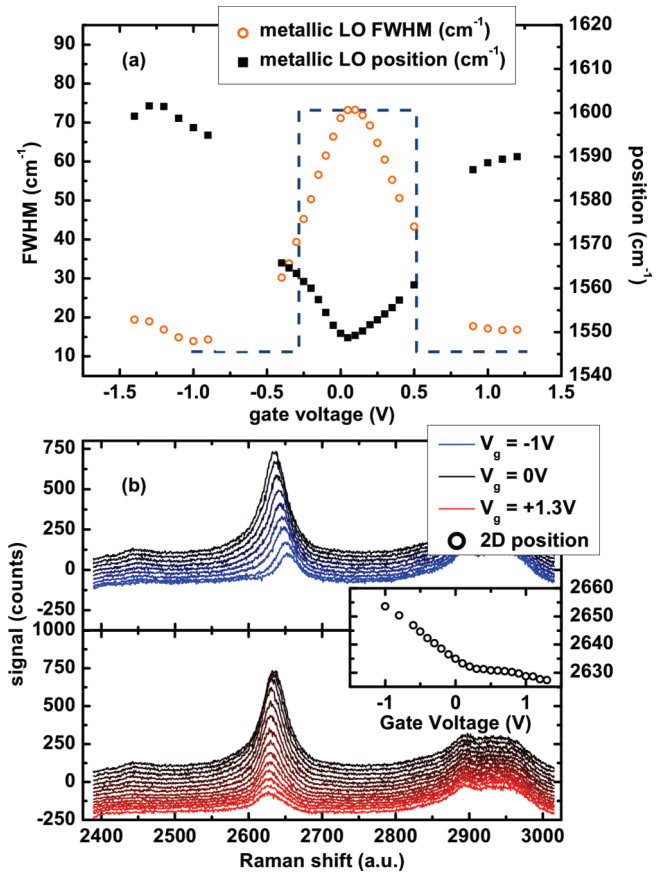 metallic LO FWHM (cm⁻¹)
metallic LO position (cm⁻¹)
(a)
90
80
70
60
50
40
30
20
10
FWHM (cm⁻¹)
1620
1610
1600
1590
1580
1570
1560
1550
1540
position
(cm⁻¹)
-1.5 -1.0 -0.5 0.0 0.5 1.0 1.5
gate voltage (V)
(b)
V_g = -1V
V_g = 0V
V_g = +1.3V
2D position
750
500
250
0
-250
1000
750
500
250
0
-250
signal (counts)
2660
2650
2640
2630
-1 0 1
Gate Voltage (V)
2400 2500 2600 2700 2800 2900 3000
Raman shift (a.u.)